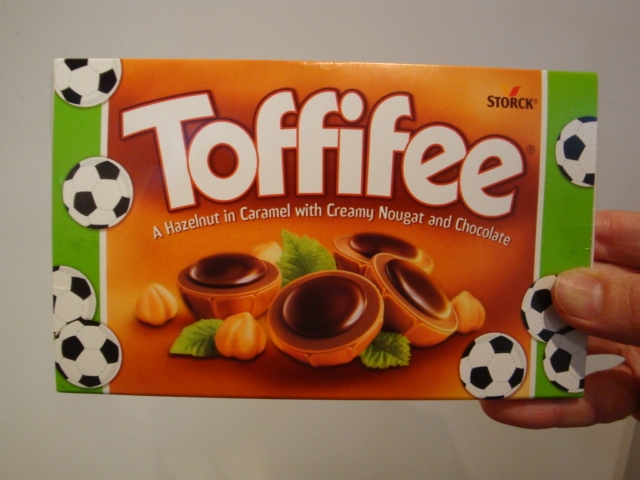 STORCK®
Toffifee®
A Hazelnut in Caramel with Creamy Nougat and Chocolate